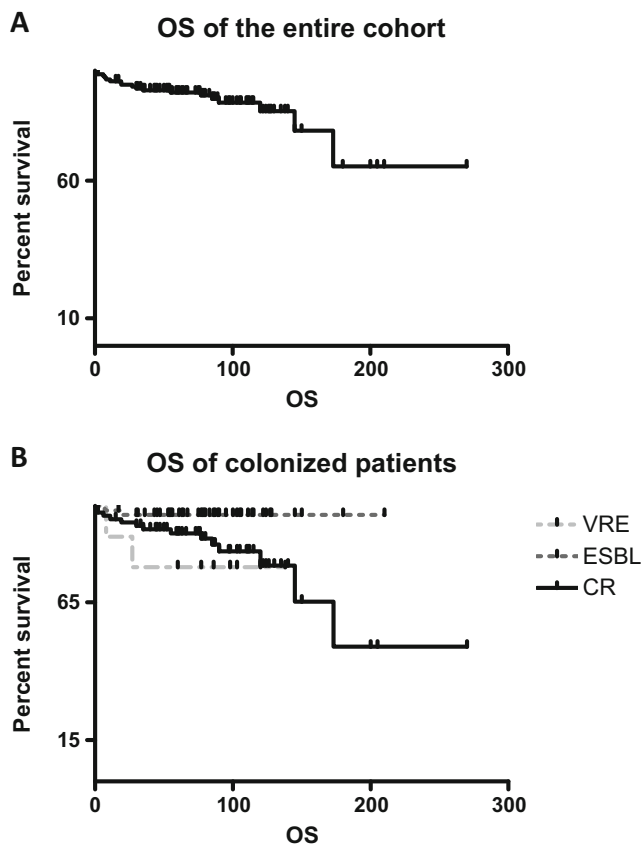 A
OS of the entire cohort
Percent survival
60
10
0 100 200 300
OS
B
OS of colonized patients
Percent survival
65
15
0 100 200 300
OS
VRE
ESBL
CR